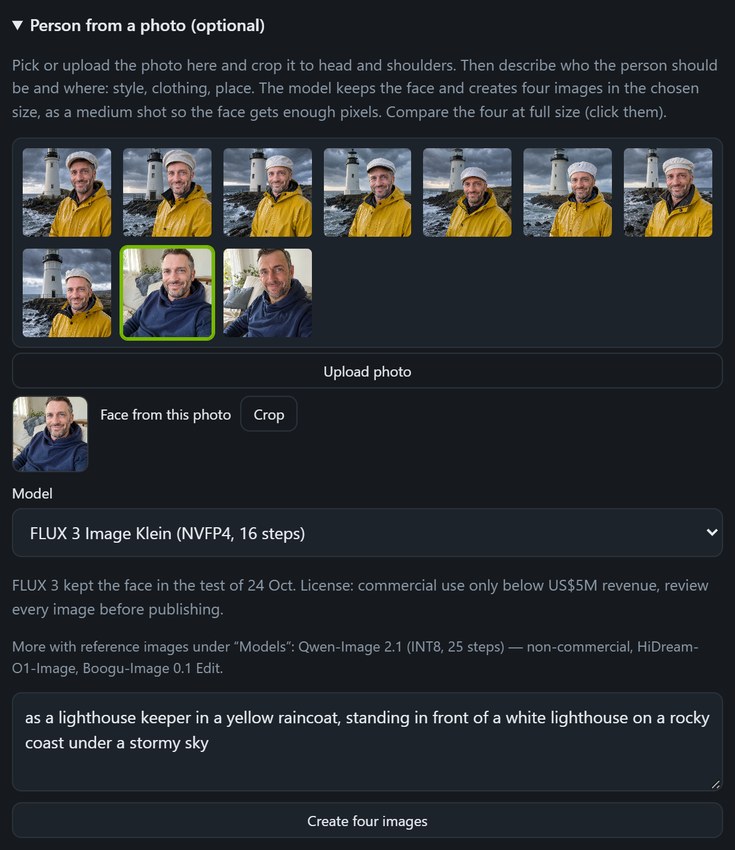 ▼ Person from a photo (optional)
Pick or upload the photo here and crop it to head and shoulders. Then describe who the person should
be and where: style, clothing, place. The model keeps the face and creates four images in the chosen
size, as a medium shot so the face gets enough pixels. Compare the four at full size (click them).
Upload photo
Face from this photo Crop
Model
FLUX 3 Image Klein (NVFP4, 16 steps)
FLUX 3 kept the face in the test of 24 Oct. License: commercial use only below US$5M revenue, review
every image before publishing.
More with reference images under “Models”: Qwen-Image 2.1 (INT8, 25 steps) — non-commercial, HiDream-
O1-Image, Boogu-Image 0.1 Edit.
as a lighthouse keeper in a yellow raincoat, standing in front of a white lighthouse on a rocky
coast under a stormy sky
Create four images